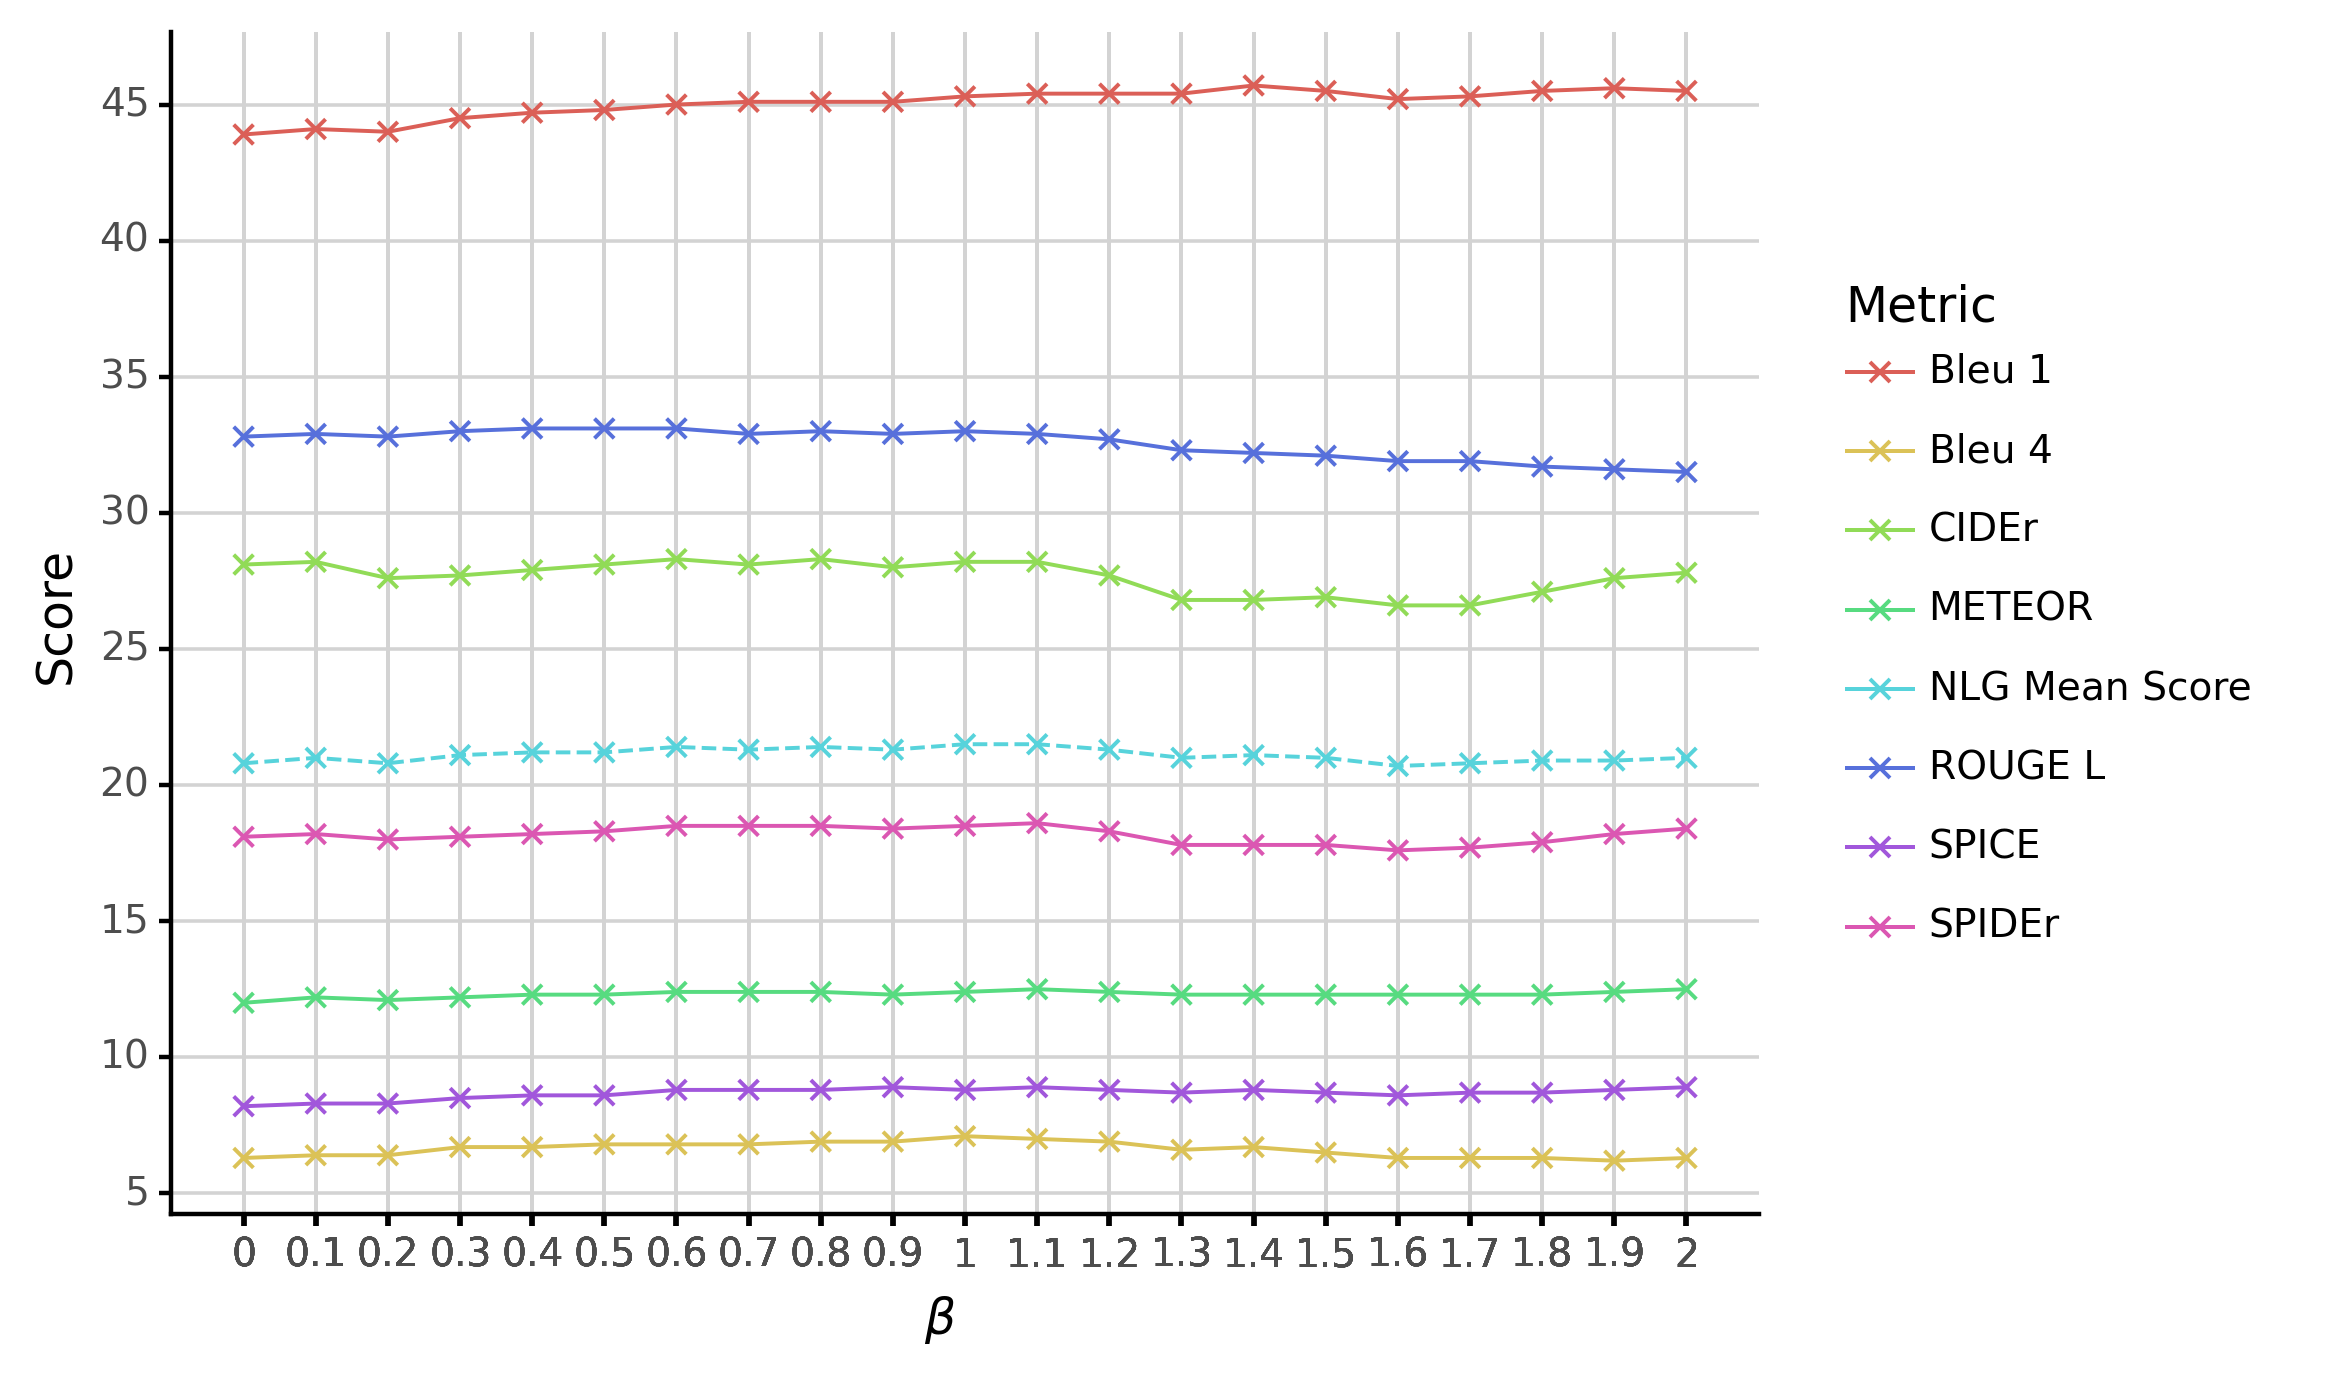 45
40
35
30
25
20
15
10
5
Score
0 0.1 0.2 0.3 0.4 0.5 0.6 0.7 0.8 0.9 1 1.1 1.2 1.3 1.4 1.5 1.6 1.7 1.8 1.9 2
β
Metric
Bleu 1
Bleu 4
CIDEr
METEOR
NLG Mean Score
ROUGE L
SPICE
SPIDEr